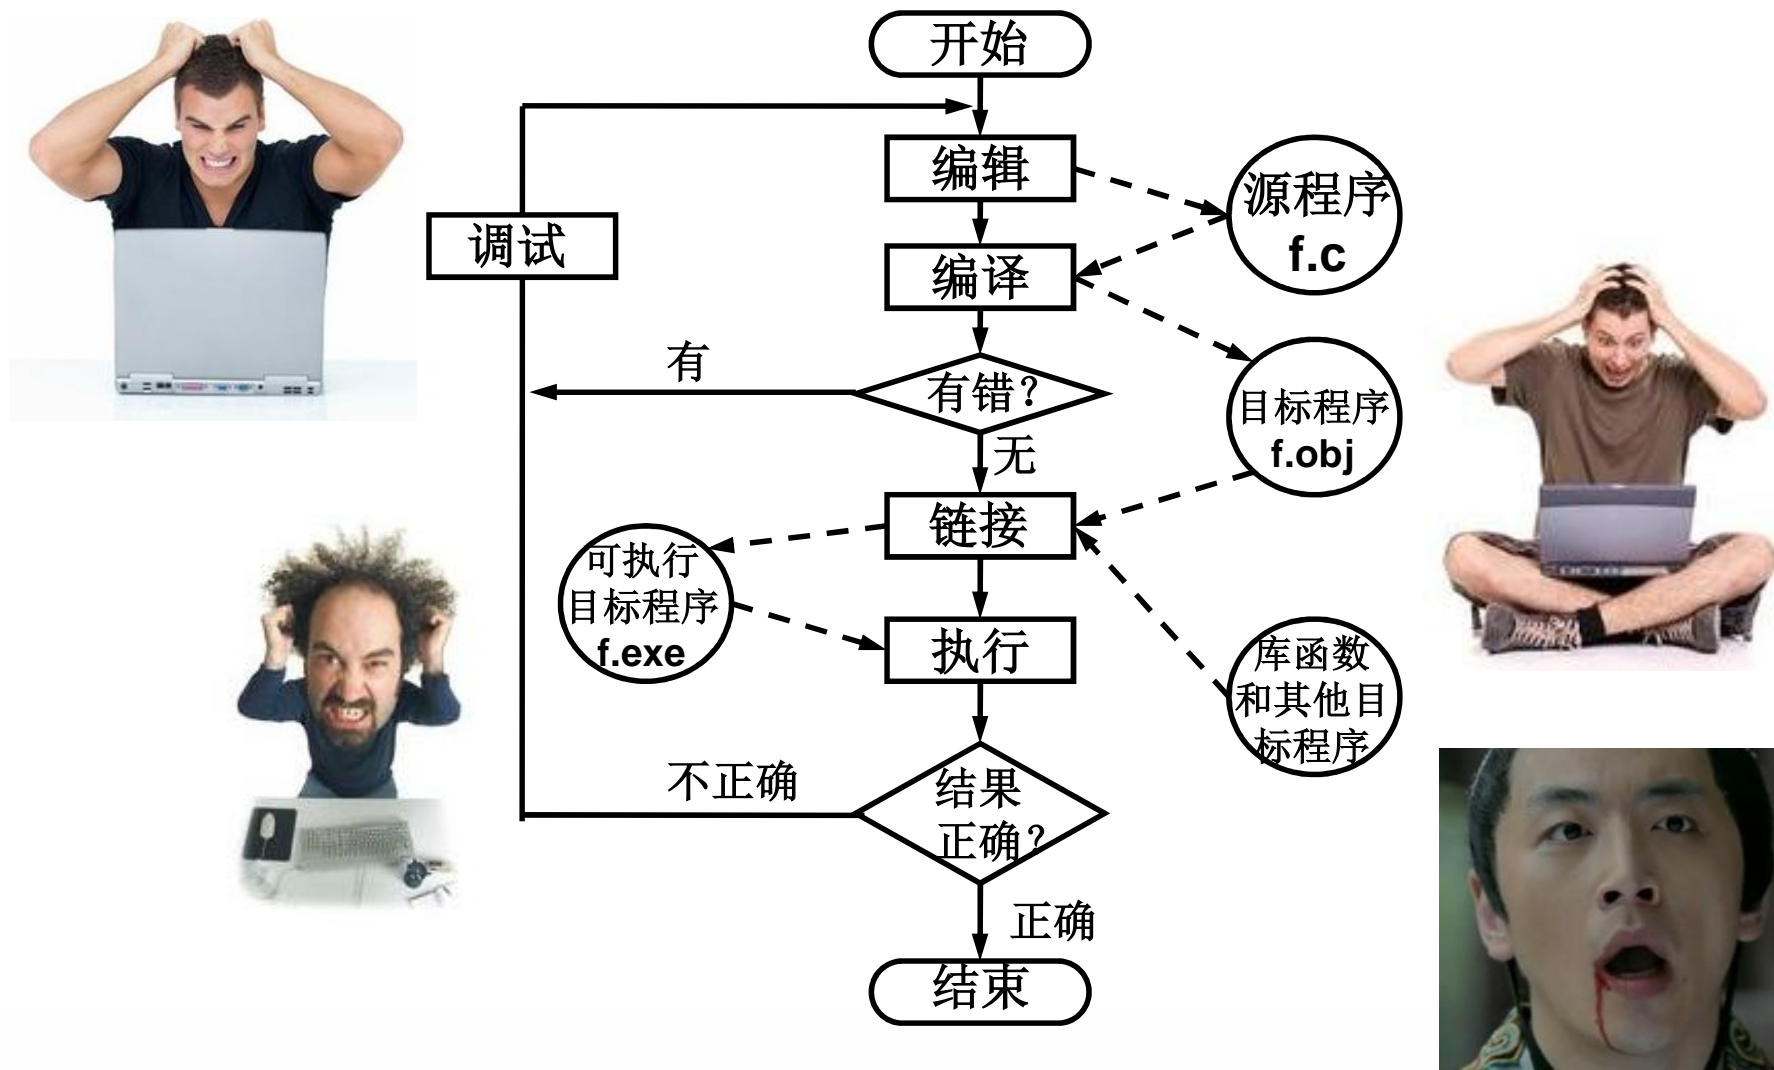 开始
编辑
源程序
f.c
调试
编译
有
有错?
目标程序
f.obj
无
链接
可执行
目标程序
f.exe
执行
库函数
和其他目
标程序
不正确
结果
正确?
正确
结束